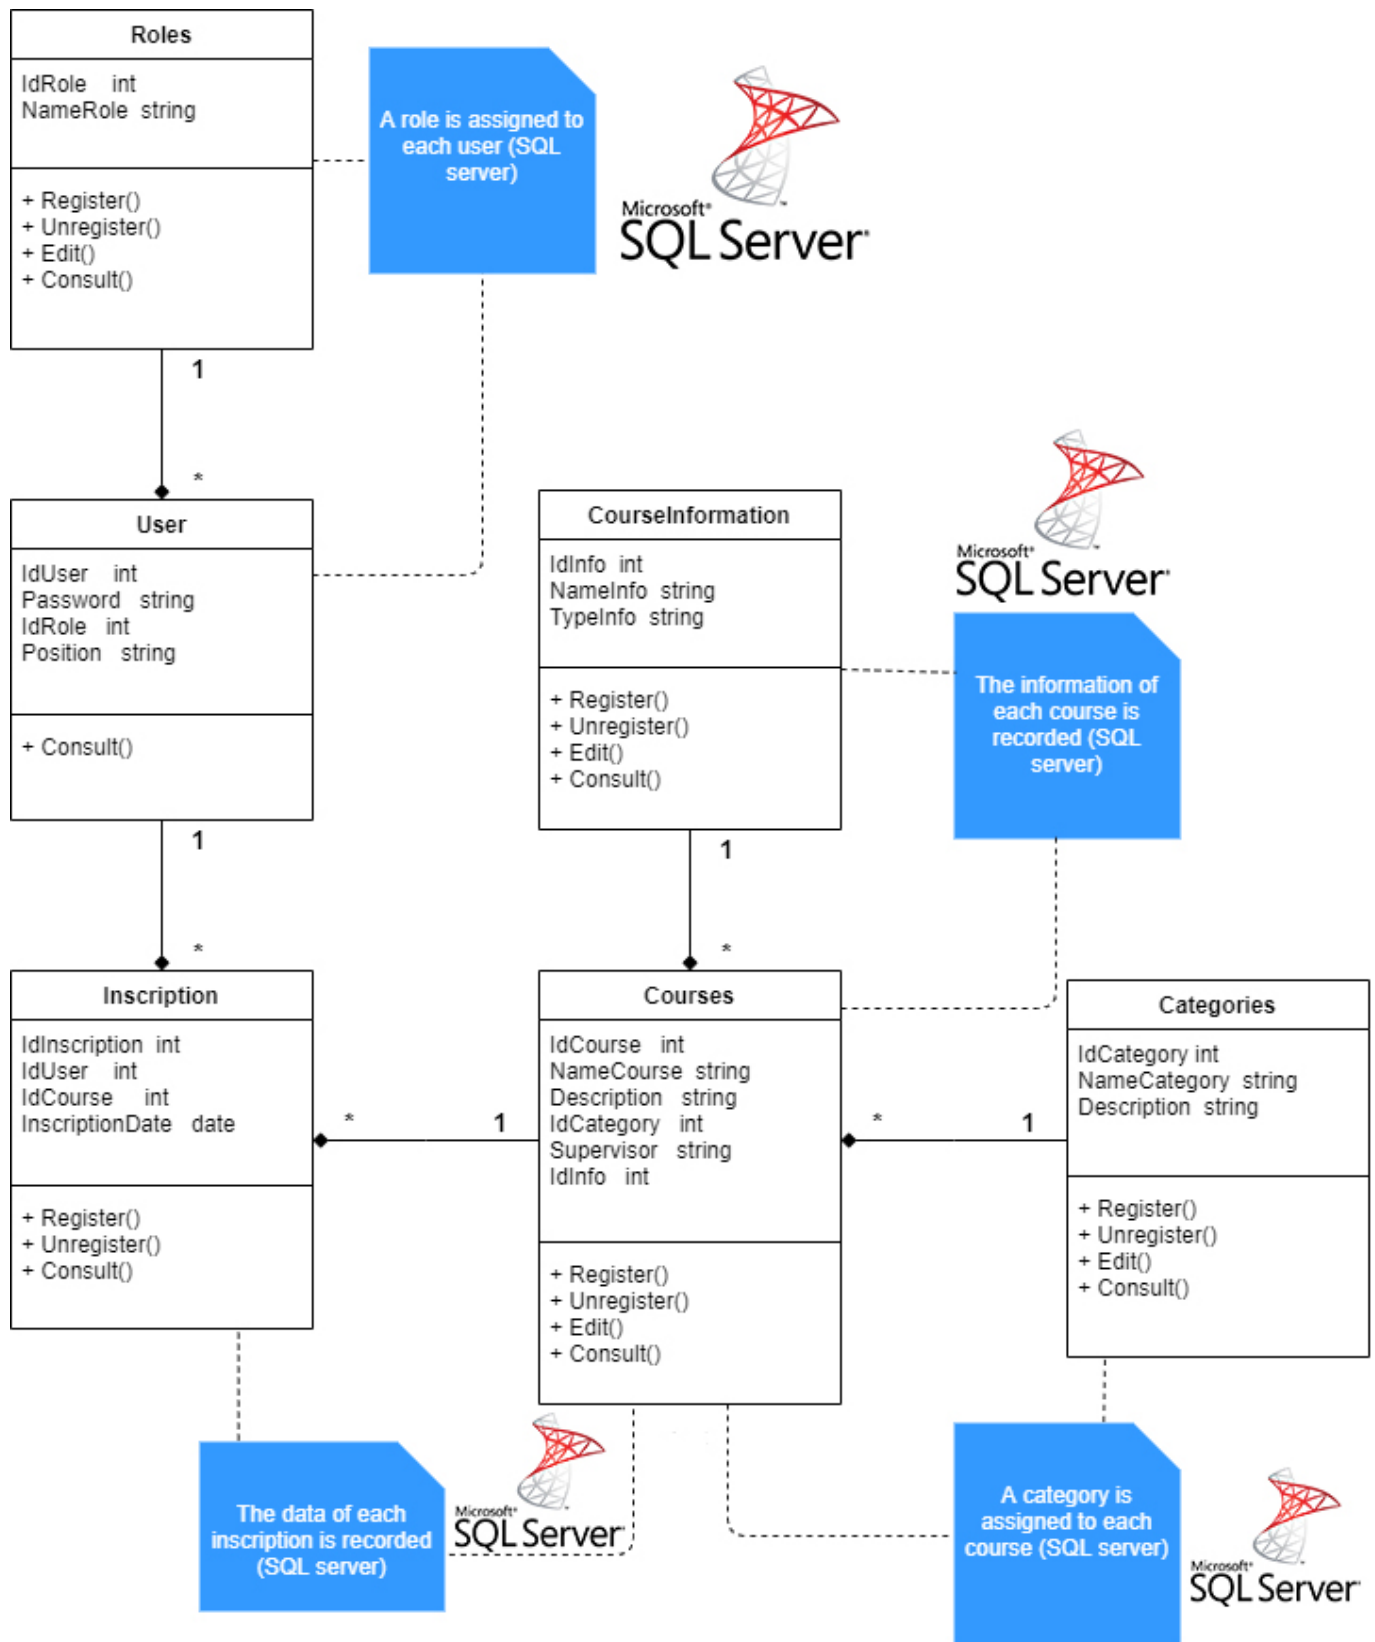 Roles
IdRole int
NameRole string
+ Register()
+ Unregister()
+ Edit()
+ Consult()
A role is assigned to
each user (SQL
server)
Microsoft®
SQL Server®
1
*
User
IdUser int
Password string
IdRole int
Position string
+ Consult()
1
*
CourseInformation
IdInfo int
NameInfo string
TypeInfo string
+ Register()
+ Unregister()
+ Edit()
+ Consult()
1
*
Microsoft®
SQL Server®
The information of
each course is
recorded (SQL
server)
Inscription
IdInscription int
IdUser int
IdCourse int
InscriptionDate date
+ Register()
+ Unregister()
+ Consult()
* 1
Courses
IdCourse int
NameCourse string
Description string
IdCategory int
Supervisor string
IdInfo int
+ Register()
+ Unregister()
+ Edit()
+ Consult()
* 1
Categories
IdCategory int
NameCategory string
Description string
+ Register()
+ Unregister()
+ Edit()
+ Consult()
The data of each
inscription is recorded
(SQL server)
Microsoft®
SQL Server®
A category is
assigned to each
course (SQL server)
Microsoft®
SQL Server®